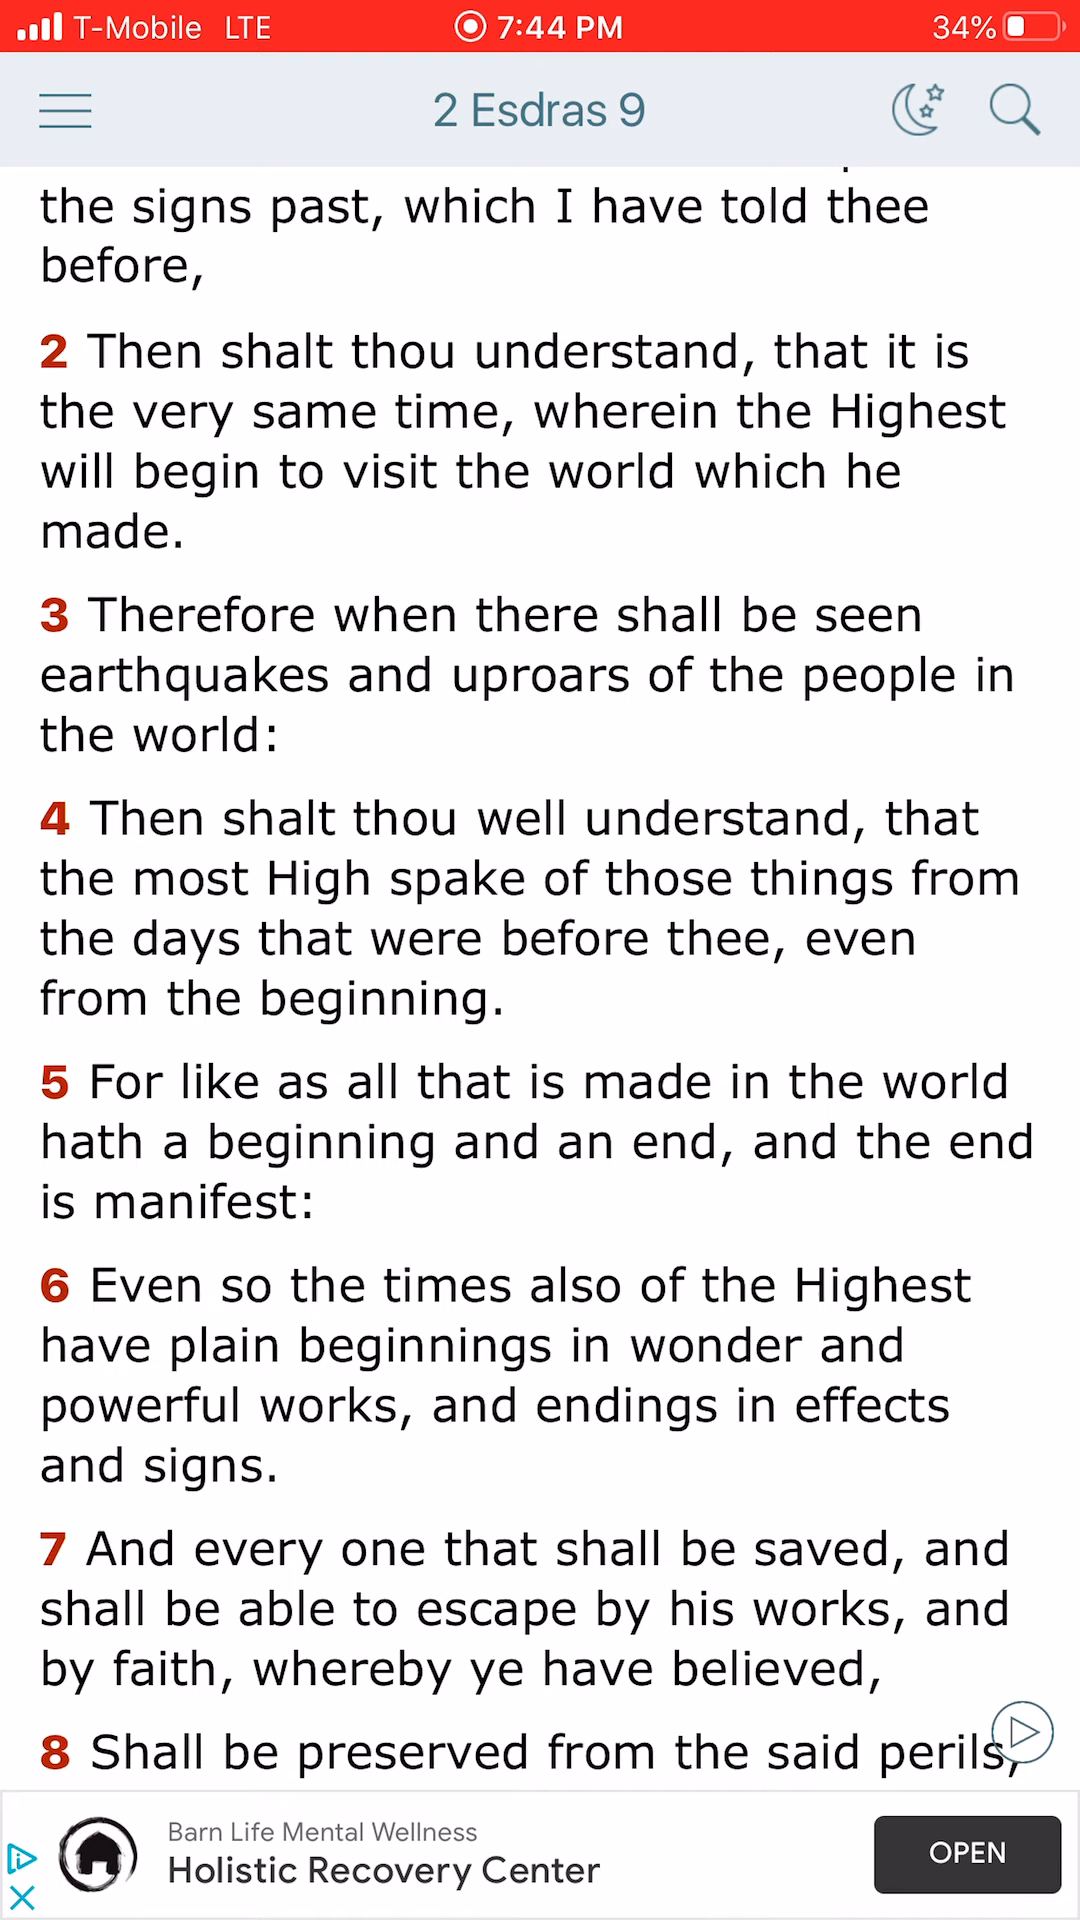 T-Mobile LTE 7:44 PM 34%
2 Esdras 9
the signs past, which I have told thee
before,
2 Then shalt thou understand, that it is
the very same time, wherein the Highest
will begin to visit the world which he
made.
3 Therefore when there shall be seen
earthquakes and uproars of the people in
the world:
4 Then shalt thou well understand, that
the most High spake of those things from
the days that were before thee, even
from the beginning.
5 For like as all that is made in the world
hath a beginning and an end, and the end
is manifest:
6 Even so the times also of the Highest
have plain beginnings in wonder and
powerful works, and endings in effects
and signs.
7 And every one that shall be saved, and
shall be able to escape by his works, and
by faith, whereby ye have believed,
8 Shall be preserved from the said perils,
Barn Life Mental Wellness
Holistic Recovery Center
OPEN